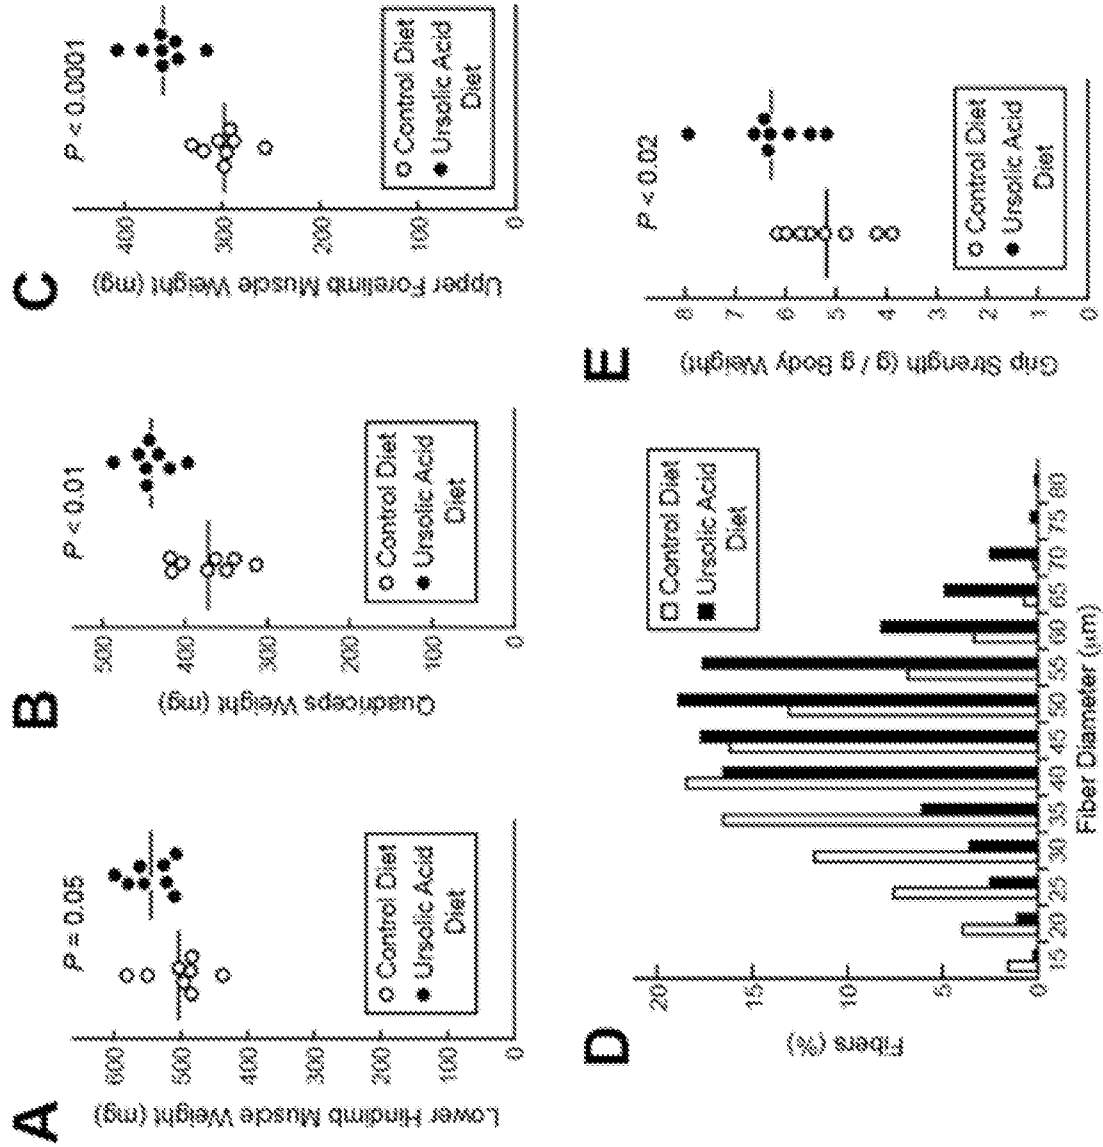 A
Lower Hindlimb Muscle Weight (mg)
600
500
400
300
200
100
0
P = 0.05
Control Diet
Ursolic Acid
Diet
B
Quadriceps Weight (mg)
500
400
300
200
100
0
P < 0.01
Control Diet
Ursolic Acid
Diet
C
Upper Forelimb Muscle Weight (mg)
400
300
200
100
0
P < 0.0001
Control Diet
Ursolic Acid
Diet
D
Fibers (%)
20
15
10
5
0
Control Diet
Ursolic Acid
Diet
15 20 25 30 35 40 45 50 55 60 65 70 75 80
Fiber Diameter (μm)
E
Grip Strength (g / g Body Weight)
8
7
6
5
4
3
2
1
0
P < 0.02
Control Diet
Ursolic Acid
Diet